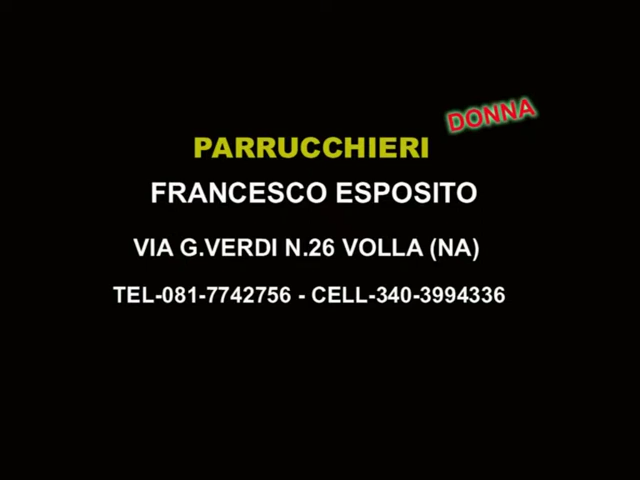 DONNA
PARRUCCHIERI
FRANCESCO ESPOSITO
VIA G.VERDI N.26 VOLLA (NA)
TEL-081-7742756 - CELL-340-3994336